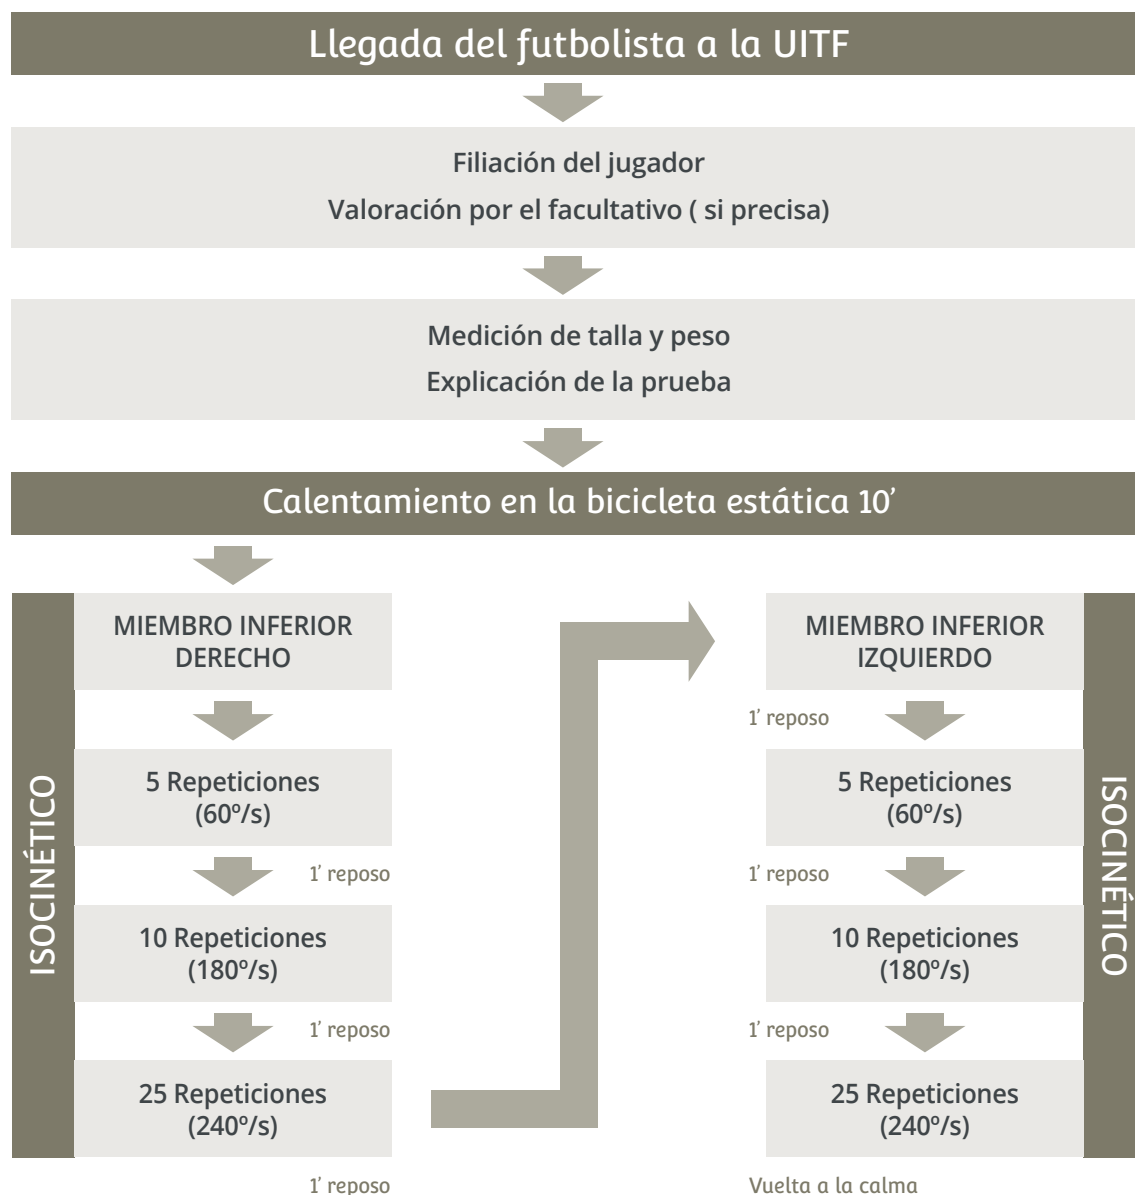 Llegada del futbolista a la UITF
Filiación del jugador
Valoración por el facultativo ( si precisa)
Medición de talla y peso
Explicación de la prueba
Calentamiento en la bicicleta estática 10’
ISOCINÉTICO
MIEMBRO INFERIOR
DERECHO
5 Repeticiones
(60º/s)
1’ reposo
10 Repeticiones
(180º/s)
1’ reposo
25 Repeticiones
(240º/s)
1’ reposo
MIEMBRO INFERIOR
IZQUIERDO
1’ reposo
5 Repeticiones
(60º/s)
1’ reposo
10 Repeticiones
(180º/s)
1’ reposo
25 Repeticiones
(240º/s)
Vuelta a la calma
ISOCINÉTICO